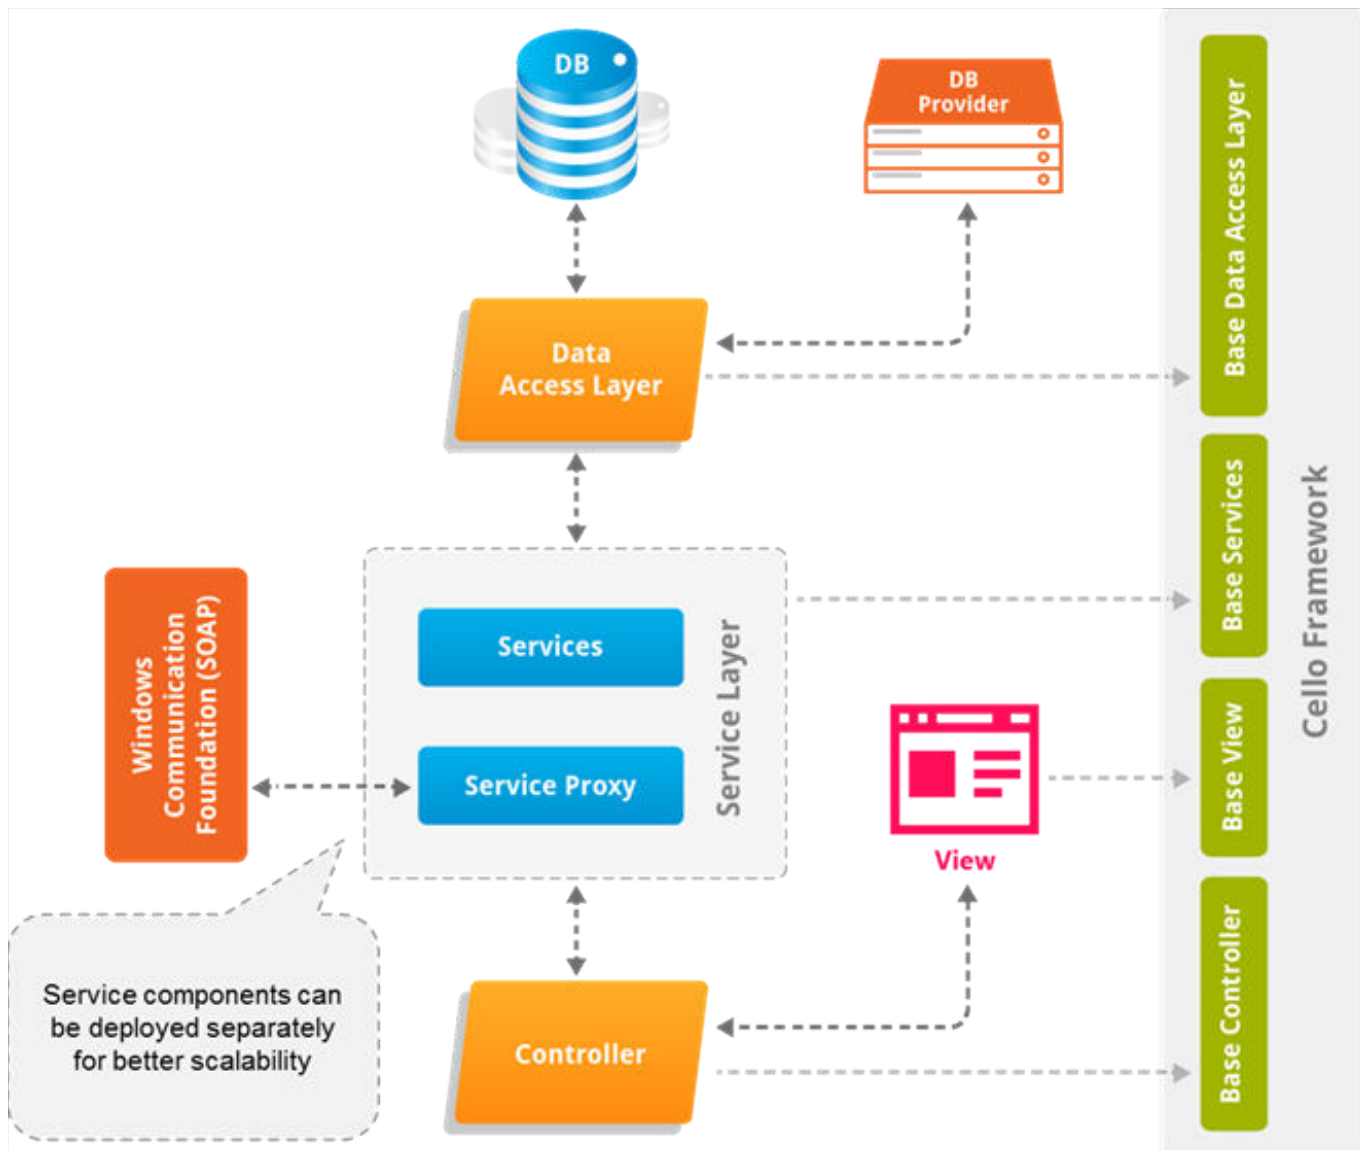 DB
DB
Provider
Data
Access Layer
Base Data Access Layer
Base Services
Cello Framework
Windows
Communication
Foundation (SOAP)
Services
Service Proxy
Service Layer
View
Base View
Service components can
be deployed separately
for better scalability
Controller
Base Controller